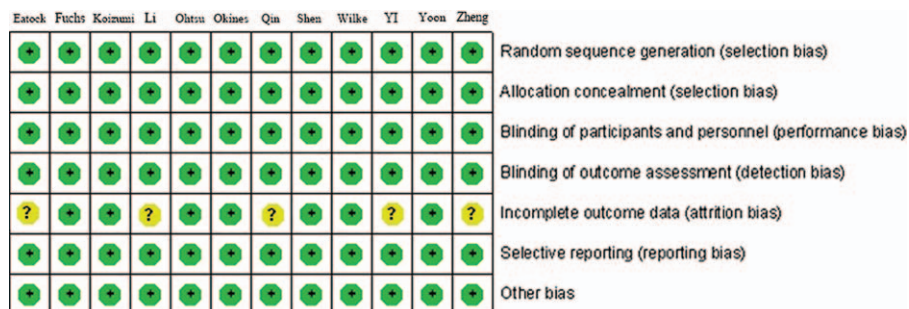 Eatock Fuchs Koizumi Li Ohtsu Okines Qin Shen Wilke YI Yoon Zheng
+ + + + + + + + + + + + Random sequence generation (selection bias)
+ + + + + + + + + + + + Allocation concealment (selection bias)
+ + + + + + + + + + + + Blinding of participants and personnel (performance bias)
+ + + + + + + + + + + + Blinding of outcome assessment (detection bias)
? + + ? + + ? + + ? + ? Incomplete outcome data (attrition bias)
+ + + + + + + + + + + + Selective reporting (reporting bias)
+ + + + + + + + + + + + Other bias